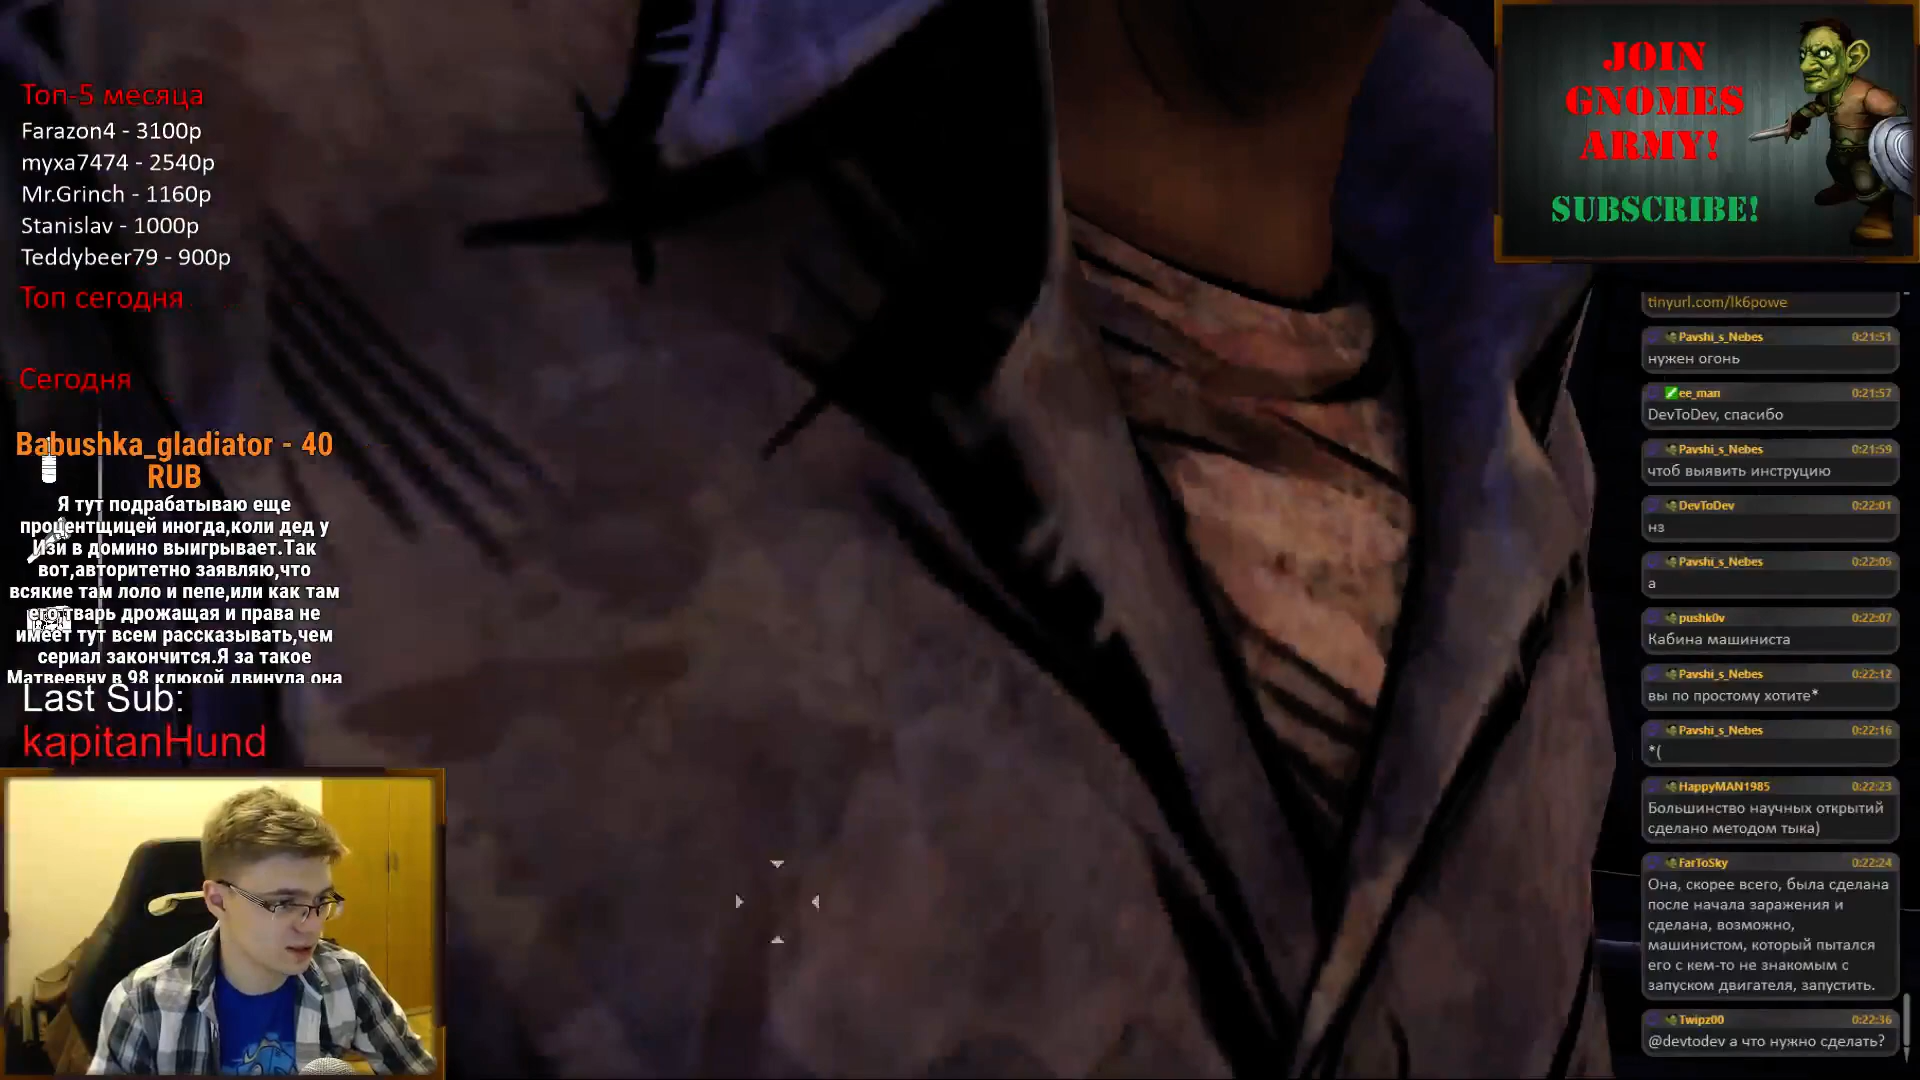 Топ-5 месяца
Farazon4 - 3100р
myxa7474 - 2540р
Mr.Grinch - 1160р
Stanislav - 1000р
Teddybeer79 - 900р
Топ сегодня
Сегодня
Babushka_gladiator - 40
RUB
Я тут подрабатываю еще
процентщицей иногда,коли дед у
Изи в домино выигрывает.Так
вот,авторитетно заявляю,что
всякие там лоло и пепе,или как там
тварь дрожащая и права не
имеет тут всем рассказывать,чем
сериал закончится.Я за такое
Матвеевну в 98 клюкой двинула,она
Last Sub:
kapitanHund
JOIN
GNOMES
ARMY!
SUBSCRIBE!
tinyurl.com/lk6powe
Pavshi_s_Nebes 0:21:51
нужен огонь
ee_man 0:21:57
DevToDev, спасибо
Pavshi_s_Nebes 0:21:59
чтоб выявить инструцию
DevToDev 0:22:01
нз
Pavshi_s_Nebes 0:22:05
а
pushk0v 0:22:07
Кабина машиниста
Pavshi_s_Nebes 0:22:12
вы по простому хотите*
Pavshi_s_Nebes 0:22:16
*(
HappyMAN1985 0:22:23
Большинство научных открытий
сделано методом тыка)
FarToSky 0:22:24
Она, скорее всего, была сделана
после начала заражения и
сделана, возможно,
машинистом, который пытался
его с кем-то не знакомым с
запуском двигателя, запустить.
Twipz00 0:22:36
@devtodev а что нужно сделать?